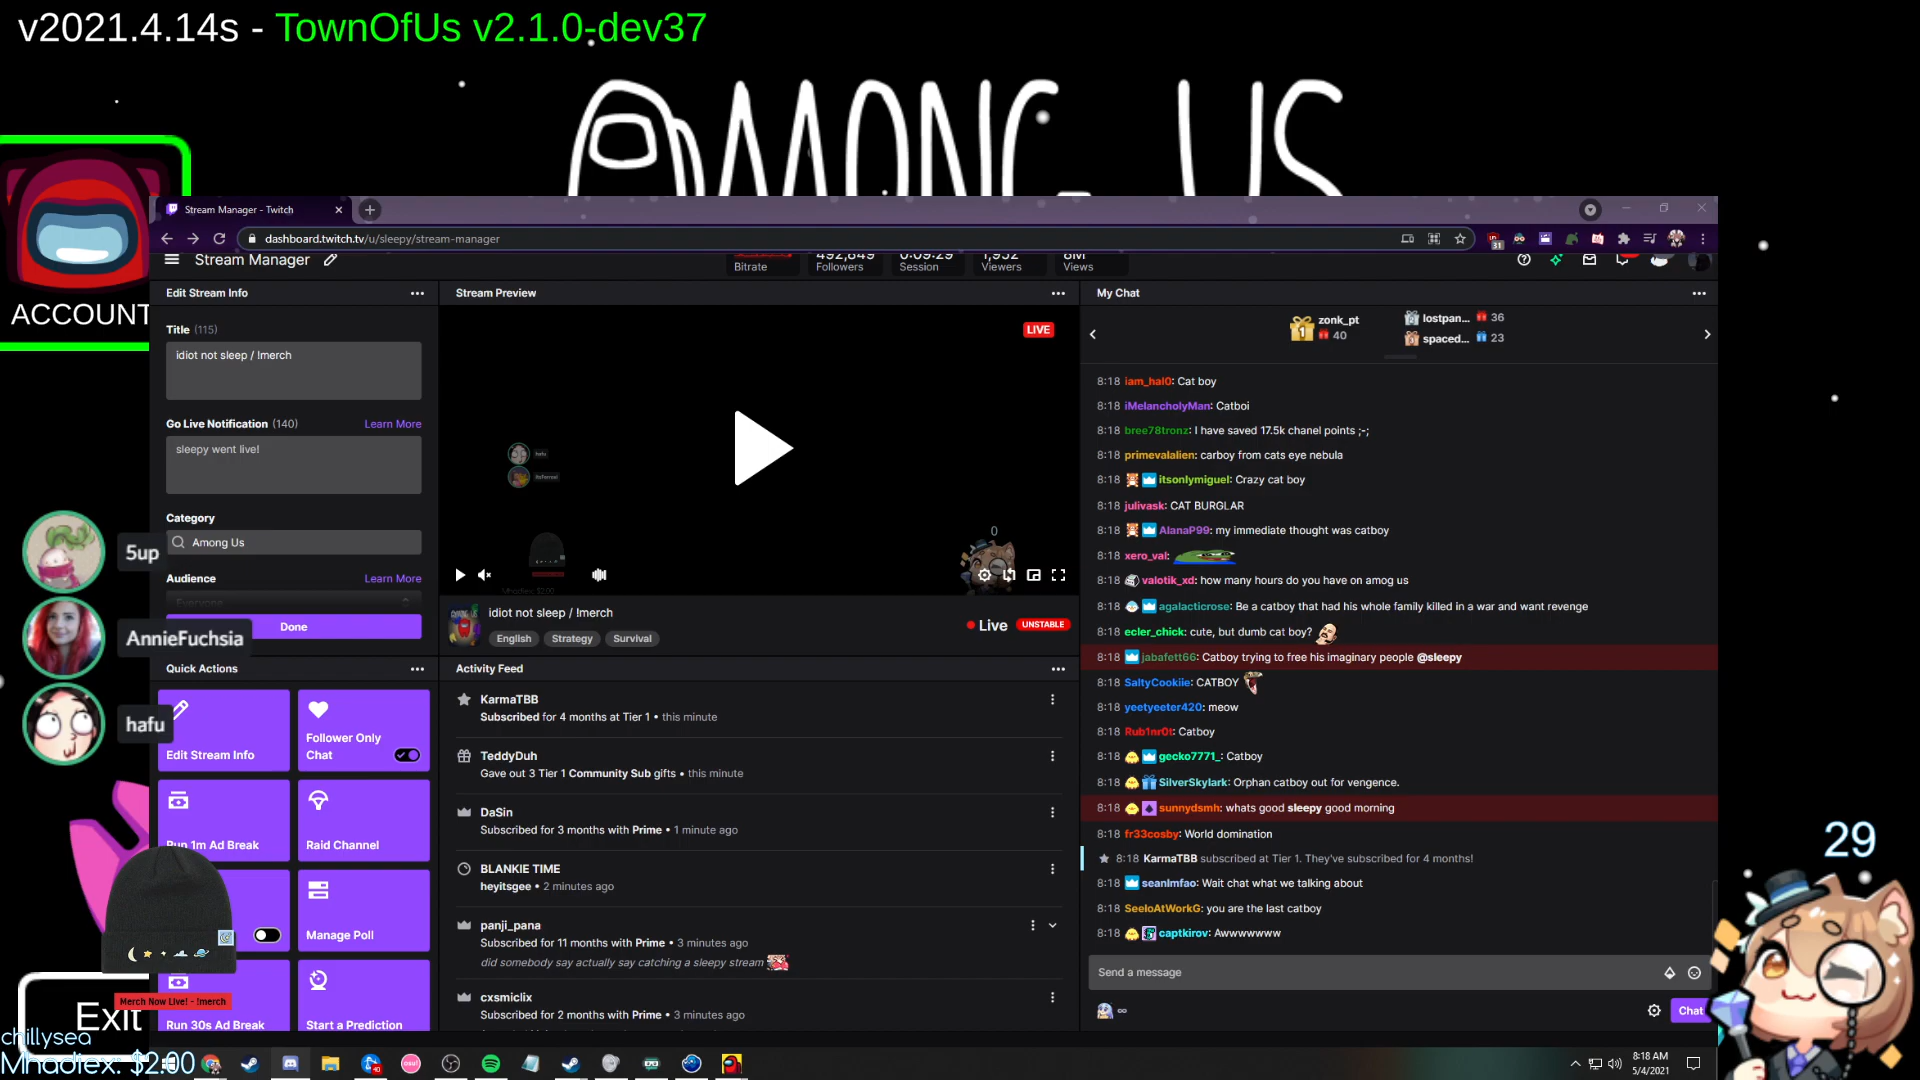 v2021.4.14s - TownOfUs v2.1.0-dev37
AMONG US
ACCOUNT
Stream Manager - Twitch
dashboard.twitch.tv/u/sleepy/stream-manager
Stream Manager
492,849
0:09:29
1,952
8M
Bitrate
Followers
Session
Viewers
Views
Edit Stream Info
Title (115)
idiot not sleep / !merch
Go Live Notification (140)
Learn More
sleepy went live!
Category
Among Us
Audience
Learn More
Everyone
Done
5up
AnnieFuchsia
hafu
Quick Actions
Edit Stream Info
Follower Only Chat
Run 1m Ad Break
Raid Channel
Manage Poll
Run 30s Ad Break
Start a Prediction
Merch Now Live! - !merch
Exit
chillysea
Mhadtex: $2.00
Stream Preview
LIVE
hafu
0
idiot not sleep / !merch
English
Strategy
Survival
Live
UNSTABLE
Activity Feed
KarmaTBB
Subscribed for 4 months at Tier 1 • this minute
TeddyDuh
Gave out 3 Tier 1 Community Sub gifts • this minute
DaSin
Subscribed for 3 months with Prime • 1 minute ago
BLANKIE TIME
heyitsgee • 2 minutes ago
panji_pana
Subscribed for 11 months with Prime • 3 minutes ago
did somebody say actually say catching a sleepy stream
cxsmiclix
Subscribed for 2 months with Prime • 3 minutes ago
My Chat
zonk_pt
40
lostpan... 36
spaced... 23
8:18 iam_hal0: Cat boy
8:18 iMelancholyMan: Catboi
8:18 bree78tronz: I have saved 17.5k chanel points ;-;
8:18 primevalalien: carboy from cats eye nebula
8:18 itsonlymiguel: Crazy cat boy
8:18 julivask: CAT BURGLAR
8:18 AlanaP99: my immediate thought was catboy
8:18 xero_val:
8:18 valotik_xd: how many hours do you have on amog us
8:18 agalacticrose: Be a catboy that had his whole family killed in a war and want revenge
8:18 ecler_chick: cute, but dumb cat boy?
8:18 jabafett66: Catboy trying to free his imaginary people @sleepy
8:18 SaltyCookiie: CATBOY
8:18 yeetyeeter420: meow
8:18 Rub1nr0t: Catboy
8:18 gecko7771_: Catboy
8:18 SilverSkylark: Orphan catboy out for vengence.
8:18 sunnydsmh: whats good sleepy good morning
8:18 fr33cosby: World domination
8:18 KarmaTBB subscribed at Tier 1. They've subscribed for 4 months!
8:18 seanlmfao: Wait chat what we talking about
8:18 SeeloAtWorkG: you are the last catboy
8:18 captkirov: Awwwwwww
Send a message
Chat
29
8:18 AM
5/4/2021